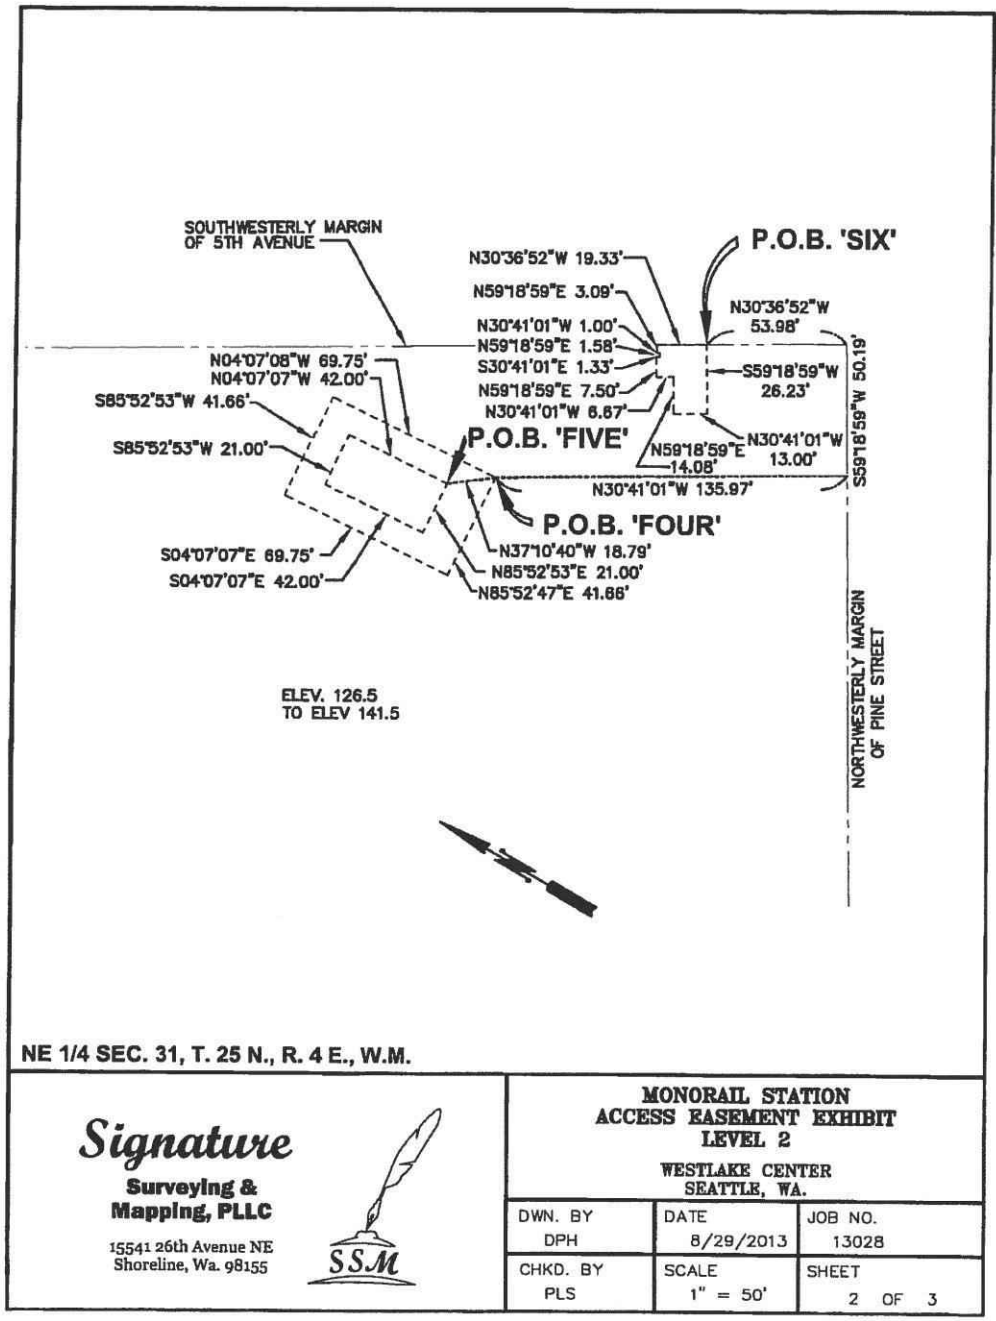 SOUTHWESTERLY MARGIN
OF 5TH AVENUE
P.O.B. 'SIX'
N30°36'52"W 19.33'
N59°18'59"E 3.09'
N30°41'01"W 1.00'
N59°18'59"E 1.58'
S30°41'01"E 1.33'
N59°18'59"E 7.50'
N30°41'01"W 6.67'
N30°36'52"W
53.98'
S59°18'59"W
26.23'
S59°18'59"W 50.19'
N04°07'08"W 69.75'
N04°07'07"W 42.00'
S85°52'53"W 41.66'
S85°52'53"W 21.00'
P.O.B. 'FIVE'
N59°18'59"E
14.08'
N30°41'01"W
13.00'
N30°41'01"W 135.97'
P.O.B. 'FOUR'
S04°07'07"E 69.75'
S04°07'07"E 42.00'
N37°10'40"W 18.79'
N85°52'53"E 21.00'
N85°52'47"E 41.66'
NORTHWESTERLY MARGIN
OF PINE STREET
ELEV. 126.5
TO ELEV 141.5
NE 1/4 SEC. 31, T. 25 N., R. 4 E., W.M.
Signature
Surveying &
Mapping, PLLC
15541 26th Avenue NE
Shoreline, Wa. 98155
SSM
MONORAIL STATION
ACCESS EASEMENT EXHIBIT
LEVEL 2
WESTLAKE CENTER
SEATTLE, WA.
DWN. BY
DPH
DATE
8/29/2013
JOB NO.
13028
CHKD. BY
PLS
SCALE
1" = 50'
SHEET
2 OF 3